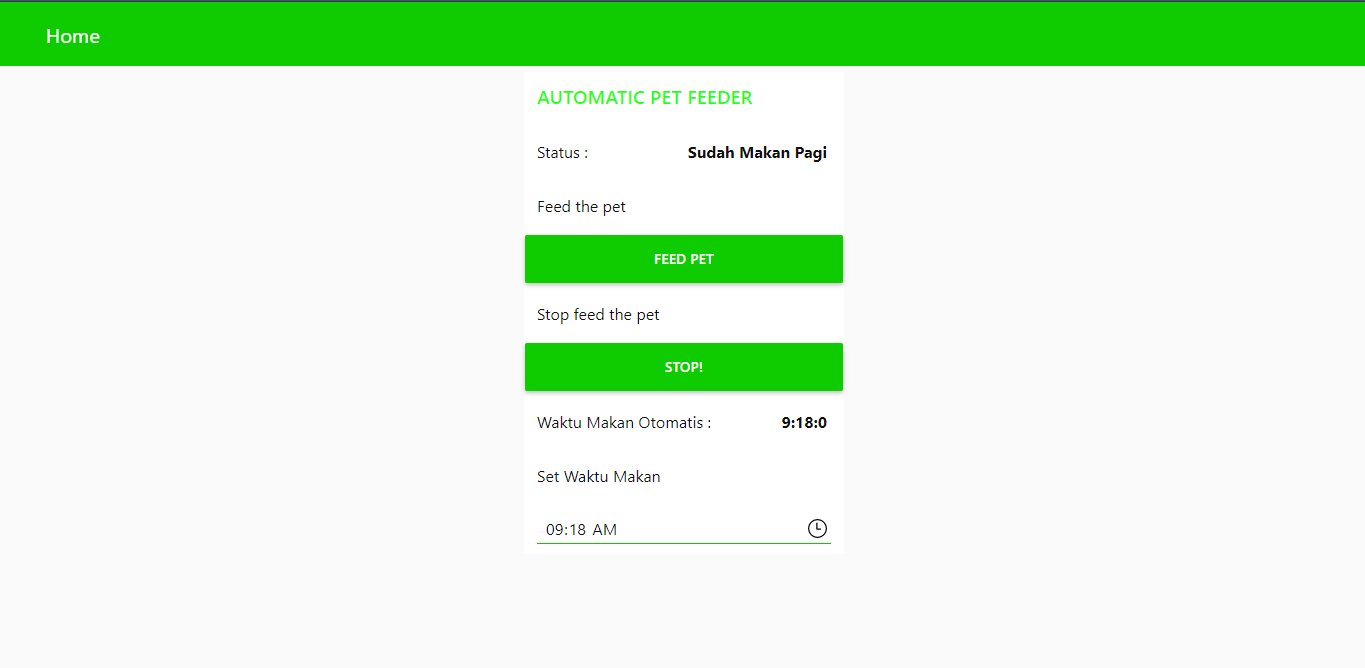 Home
AUTOMATIC PET FEEDER
Status : Sudah Makan Pagi
Feed the pet
FEED PET
Stop feed the pet
STOP!
Waktu Makan Otomatis : 9:18:0
Set Waktu Makan
09:18 AM